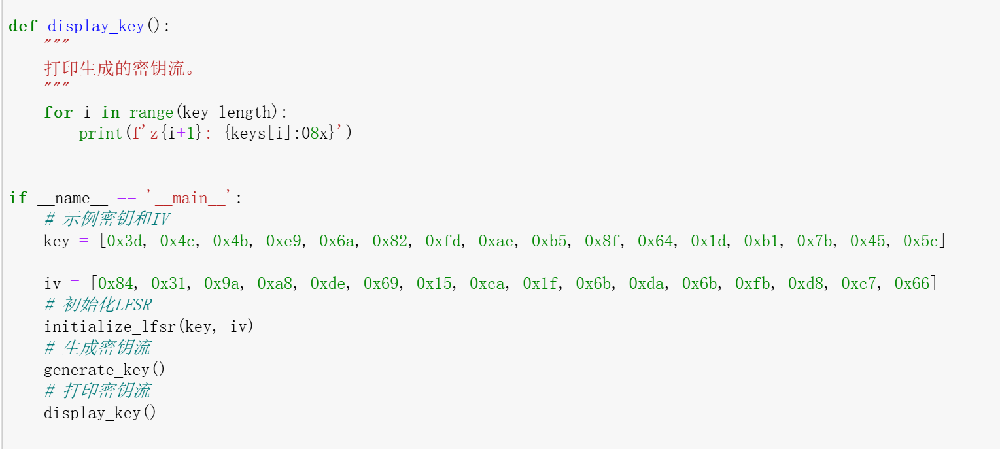 def display_key():
    """
    打印生成的密钥流。
    """
    for i in range(key_length):
        print(f'z{i+1}: {keys[i]:08x}')
if __name__ == '__main__':
    # 示例密钥和IV
    key = [0x3d, 0x4c, 0x4b, 0xe9, 0x6a, 0x82, 0xfd, 0xae, 0xb5, 0x8f, 0x64, 0x1d, 0xb1, 0x7b, 0x45, 0x5c]
    iv = [0x84, 0x31, 0x9a, 0xa8, 0xde, 0x69, 0x15, 0xca, 0x1f, 0x6b, 0xda, 0x6b, 0xfb, 0xd8, 0xc7, 0x66]
    # 初始化LFSR
    initialize_lfsr(key, iv)
    # 生成密钥流
    generate_key()
    # 打印密钥流
    display_key()